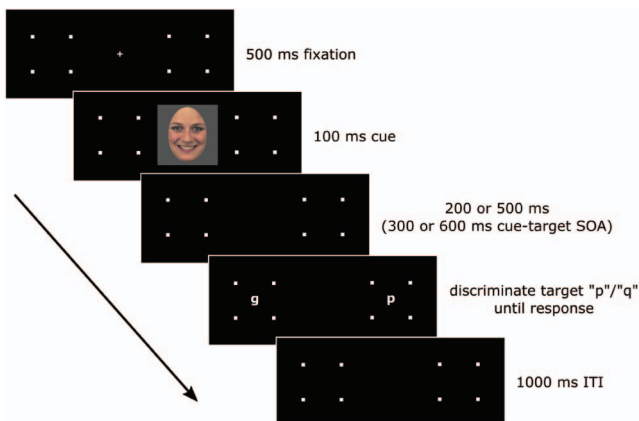 500 ms fixation
100 ms cue
200 or 500 ms
(300 or 600 ms cue-target SOA)
g p
discriminate target "p"/"q"
until response
1000 ms ITI